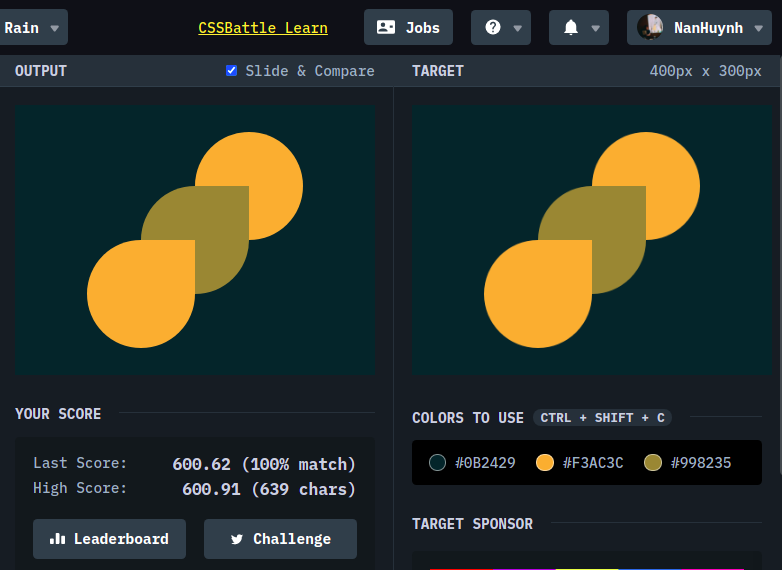 Rain
CSSBattle Learn
Jobs
NanHuynh
OUTPUT
Slide & Compare
TARGET
400px x 300px
YOUR SCORE
Last Score: 600.62 (100% match)
High Score: 600.91 (639 chars)
Leaderboard
Challenge
COLORS TO USE
CTRL + SHIFT + C
#0B2429
#F3AC3C
#998235
TARGET SPONSOR